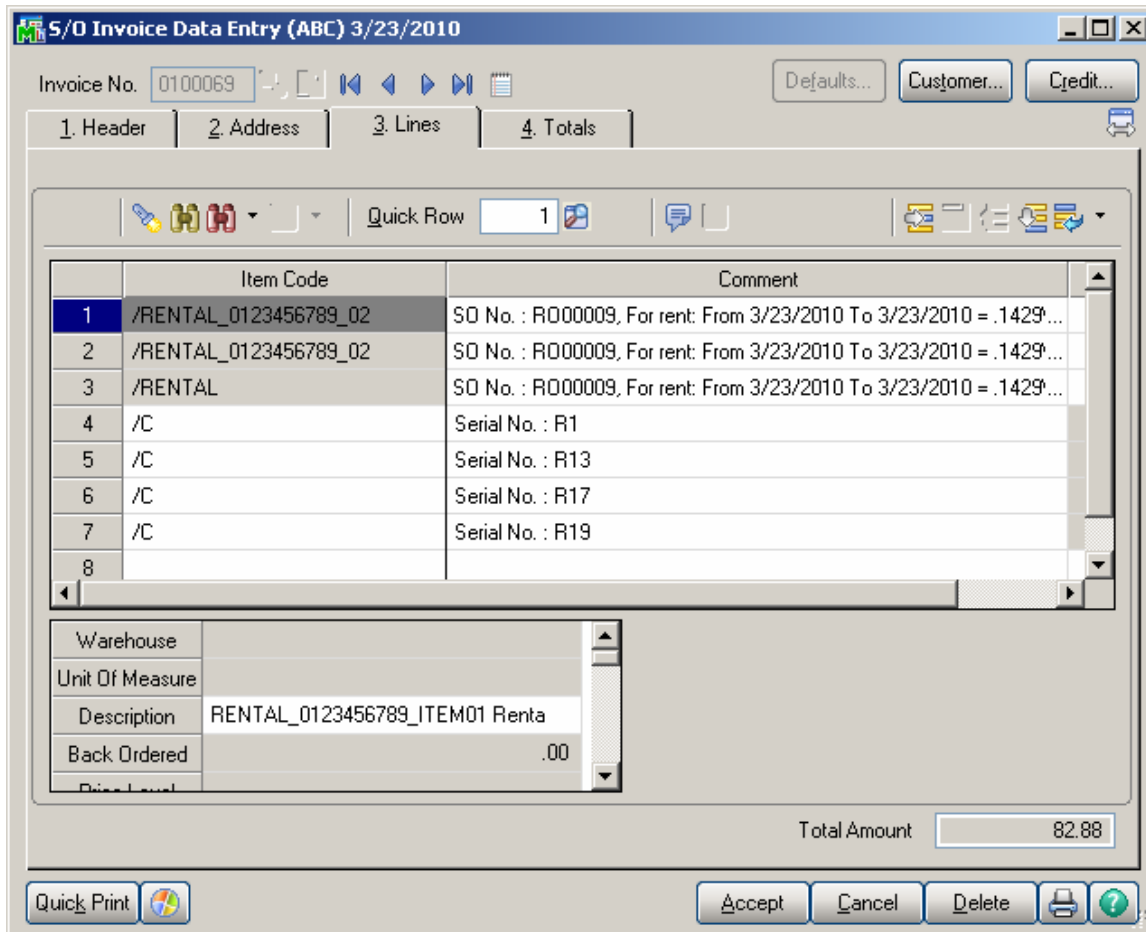 S/O Invoice Data Entry (ABC) 3/23/2010
Invoice No. 0100069
Defaults... Customer... Credit...
1. Header 2. Address 3. Lines 4. Totals
Quick Row 1
Item Code Comment
1 /RENTAL_0123456789_02 SO No. : RO00009, For rent: From 3/23/2010 To 3/23/2010 = .1429\...
2 /RENTAL_0123456789_02 SO No. : RO00009, For rent: From 3/23/2010 To 3/23/2010 = .1429\...
3 /RENTAL SO No. : RO00009, For rent: From 3/23/2010 To 3/23/2010 = .1429\...
4 /C Serial No. : R1
5 /C Serial No. : R13
6 /C Serial No. : R17
7 /C Serial No. : R19
8
Warehouse
Unit Of Measure
Description RENTAL_0123456789_ITEM01 Renta
Back Ordered .00
Total Amount 82.88
Quick Print Accept Cancel Delete